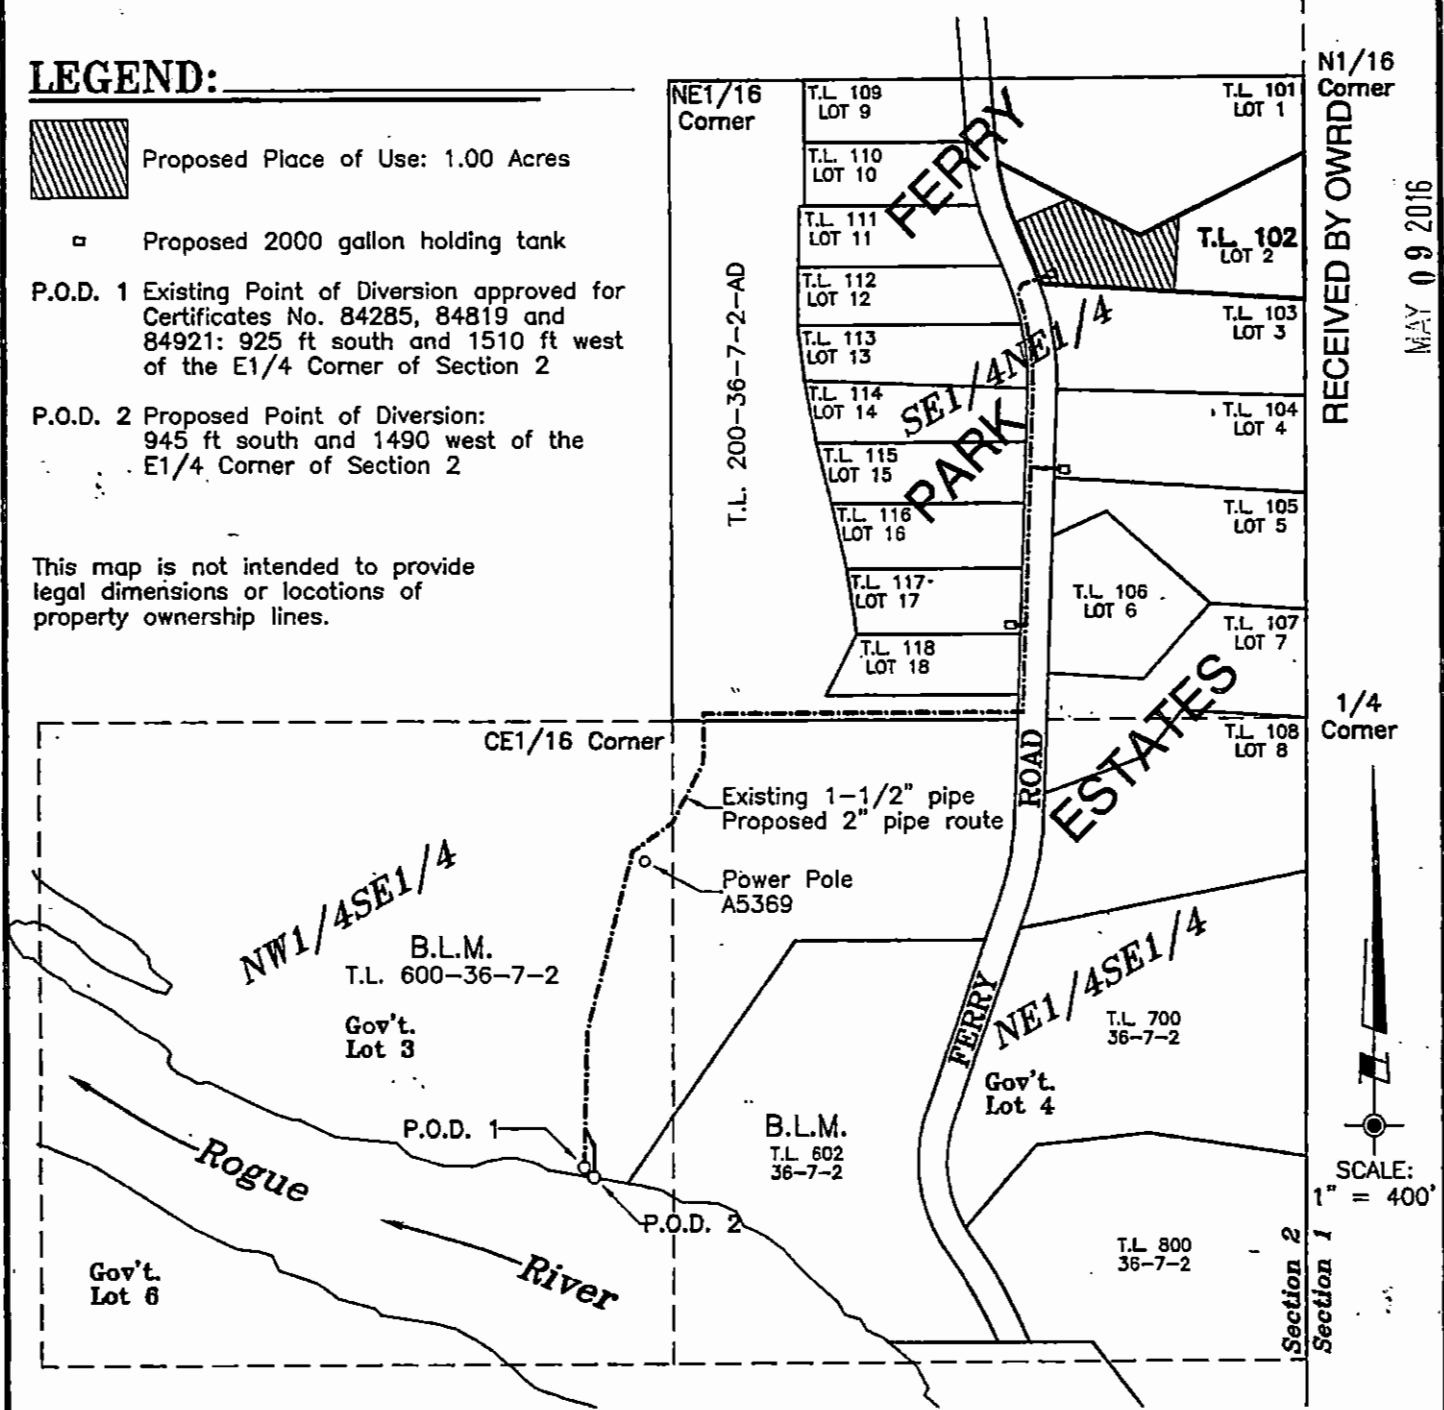 LEGEND:
Proposed Place of Use: 1.00 Acres
Proposed 2000 gallon holding tank
P.O.D. 1 Existing Point of Diversion approved for
Certificates No. 84285, 84819 and
84921: 925 ft south and 1510 ft west
of the E1/4 Corner of Section 2
P.O.D. 2 Proposed Point of Diversion:
945 ft south and 1490 west of the
E1/4 Corner of Section 2
This map is not intended to provide
legal dimensions or locations of
property ownership lines.
NE1/16
Corner
N1/16
Corner
RECEIVED BY OWRD
MAY 09 2016
T.L. 200-36-7-2-AD
T.L 109
LOT 9
T.L. 110
LOT 10
T.L. 111
LOT 11
T.L. 112
LOT 12
T.L. 113
LOT 13
T.L. 114
LOT 14
T.L. 115
LOT 15
T.L. 116
LOT 16
T.L. 117
LOT 17
T.L. 118
LOT 18
T.L 101
LOT 1
T.L 102
LOT 2
T.L 103
LOT 3
T.L 104
LOT 4
T.L 105
LOT 5
T.L 106
LOT 6
T.L 107
LOT 7
T.L 108
LOT 8
FERRY
PARK
ESTATES
SE1/4NE1/4
1/4
Corner
CE1/16 Corner
Existing 1-1/2" pipe
Proposed 2" pipe route
Power Pole
A5369
ROAD
FERRY
NW1/4SE1/4
B.L.M.
T.L. 600-36-7-2
Gov't.
Lot 3
NE1/4SE1/4
T.L 700
36-7-2
Gov't.
Lot 4
P.O.D. 1
P.O.D. 2
B.L.M.
T.L 602
36-7-2
T.L 800
36-7-2
Rogue
River
Gov't.
Lot 6
SCALE:
1" = 400'
Section 2
Section 1